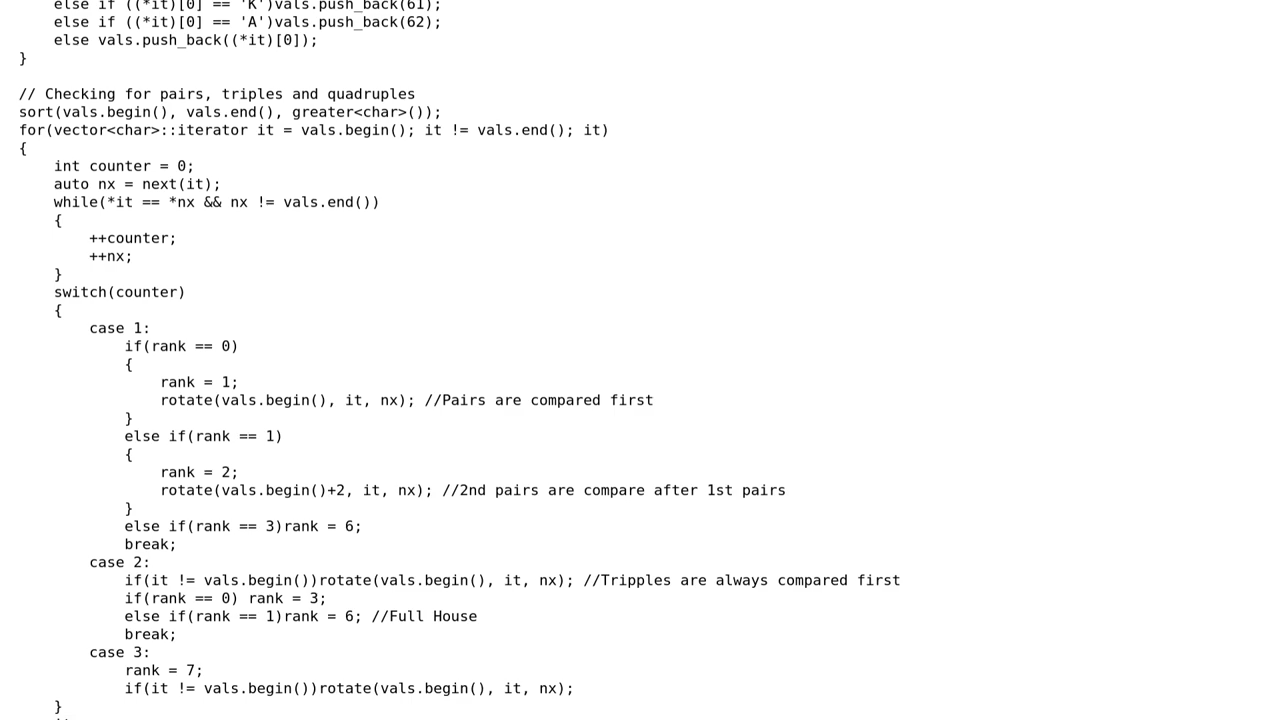 else if ((*it)[0] == 'K')vals.push_back(61);
else if ((*it)[0] == 'A')vals.push_back(62);
else vals.push_back((*it)[0]);
}
// Checking for pairs, triples and quadruples
sort(vals.begin(), vals.end(), greater<char>());
for(vector<char>::iterator it = vals.begin(); it != vals.end(); it)
{
int counter = 0;
auto nx = next(it);
while(*it == *nx && nx != vals.end())
{
++counter;
++nx;
}
switch(counter)
{
case 1:
if(rank == 0)
{
rank = 1;
rotate(vals.begin(), it, nx); //Pairs are compared first
}
else if(rank == 1)
{
rank = 2;
rotate(vals.begin()+2, it, nx); //2nd pairs are compare after 1st pairs
}
else if(rank == 3)rank = 6;
break;
case 2:
if(it != vals.begin())rotate(vals.begin(), it, nx); //Tripples are always compared first
if(rank == 0) rank = 3;
else if(rank == 1)rank = 6; //Full House
break;
case 3:
rank = 7;
if(it != vals.begin())rotate(vals.begin(), it, nx);
}